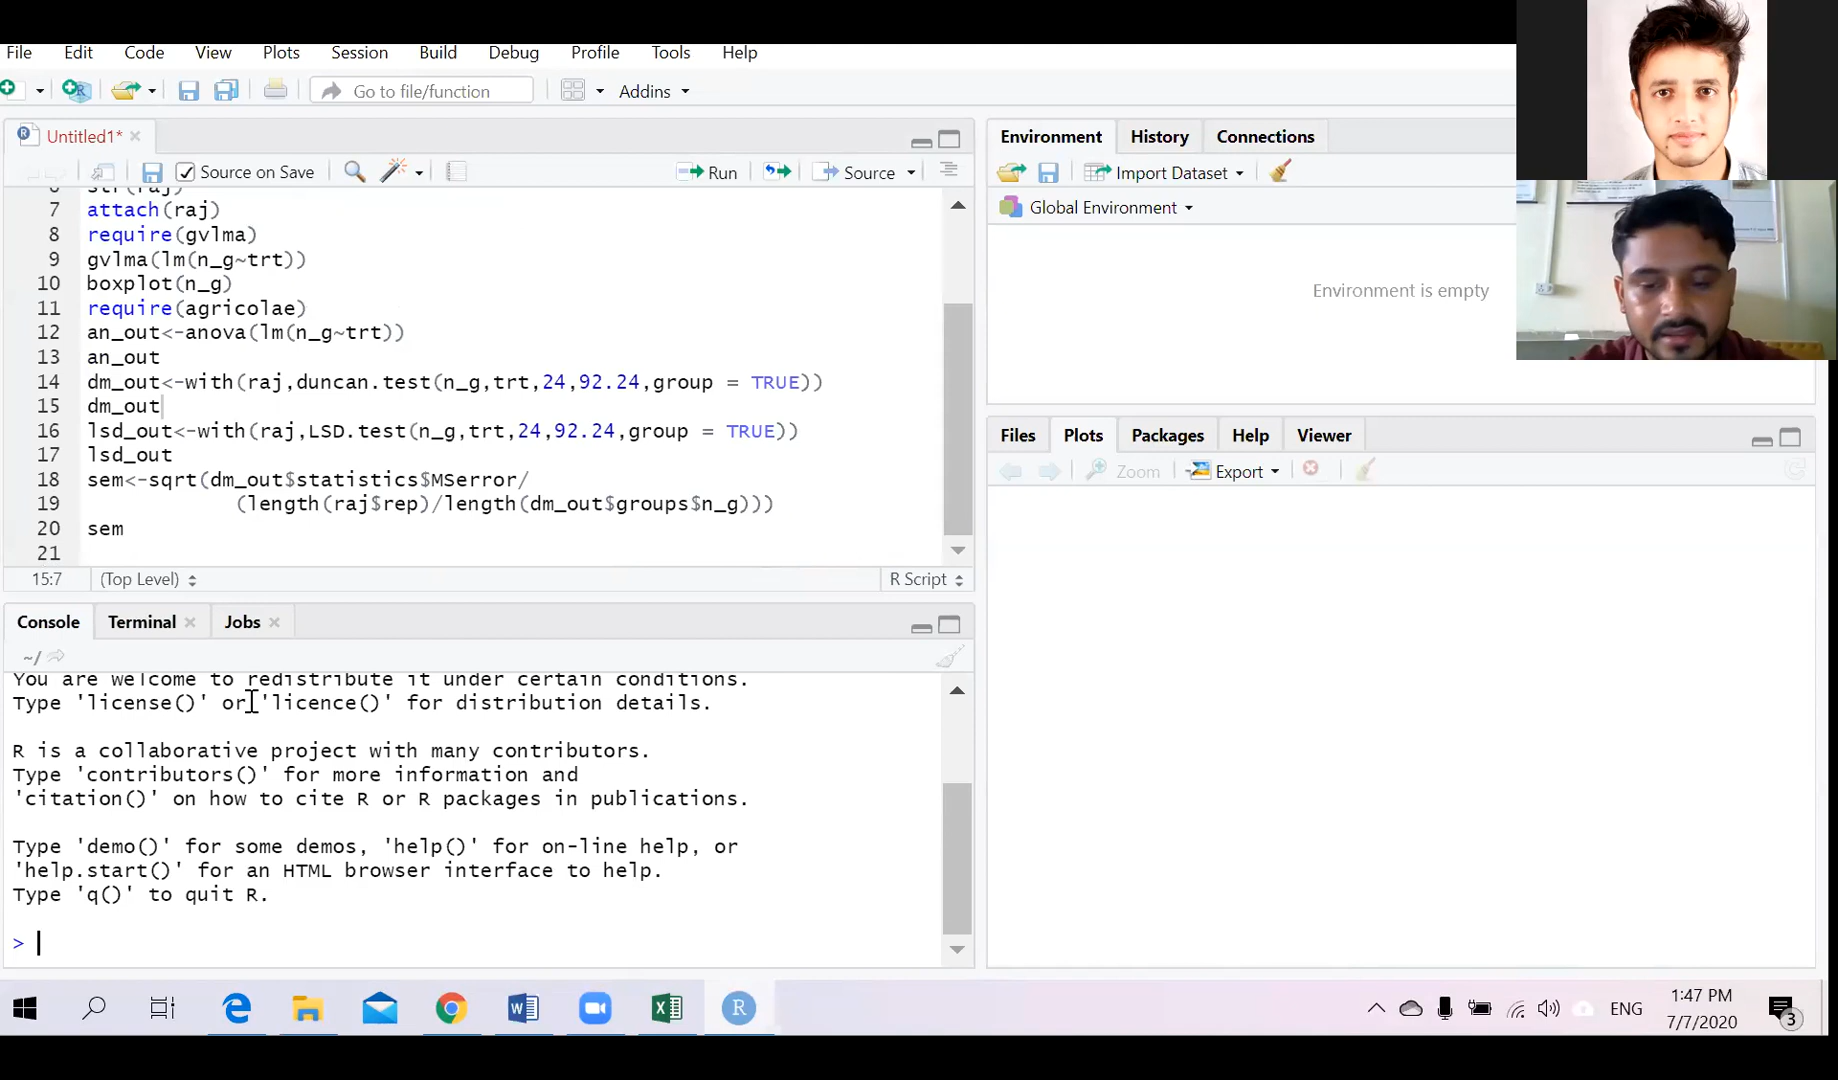 File Edit Code View Plots Session Build Debug Profile Tools Help
Go to file/function Addins
Untitled1*
Source on Save Run Source
6 str(raj)
7 attach(raj)
8 require(gvlma)
9 gvlma(lm(n_g~trt))
10 boxplot(n_g)
11 require(agricolae)
12 an_out<-anova(lm(n_g~trt))
13 an_out
14 dm_out<-with(raj,duncan.test(n_g,trt,24,92.24,group = TRUE))
15 dm_out
16 lsd_out<-with(raj,LSD.test(n_g,trt,24,92.24,group = TRUE))
17 lsd_out
18 sem<-sqrt(dm_out$statistics$MSerror/
19 (length(raj$rep)/length(dm_out$groups$n_g)))
20 sem
21
15:7 (Top Level) R Script
Console Terminal Jobs
~/
You are welcome to redistribute it under certain conditions.
Type 'license()' or 'licence()' for distribution details.
R is a collaborative project with many contributors.
Type 'contributors()' for more information and
'citation()' on how to cite R or R packages in publications.
Type 'demo()' for some demos, 'help()' for on-line help, or
'help.start()' for an HTML browser interface to help.
Type 'q()' to quit R.
>
Environment History Connections
Import Dataset
Global Environment
Environment is empty
Files Plots Packages Help Viewer
Zoom Export
ENG
1:47 PM
7/7/2020
3